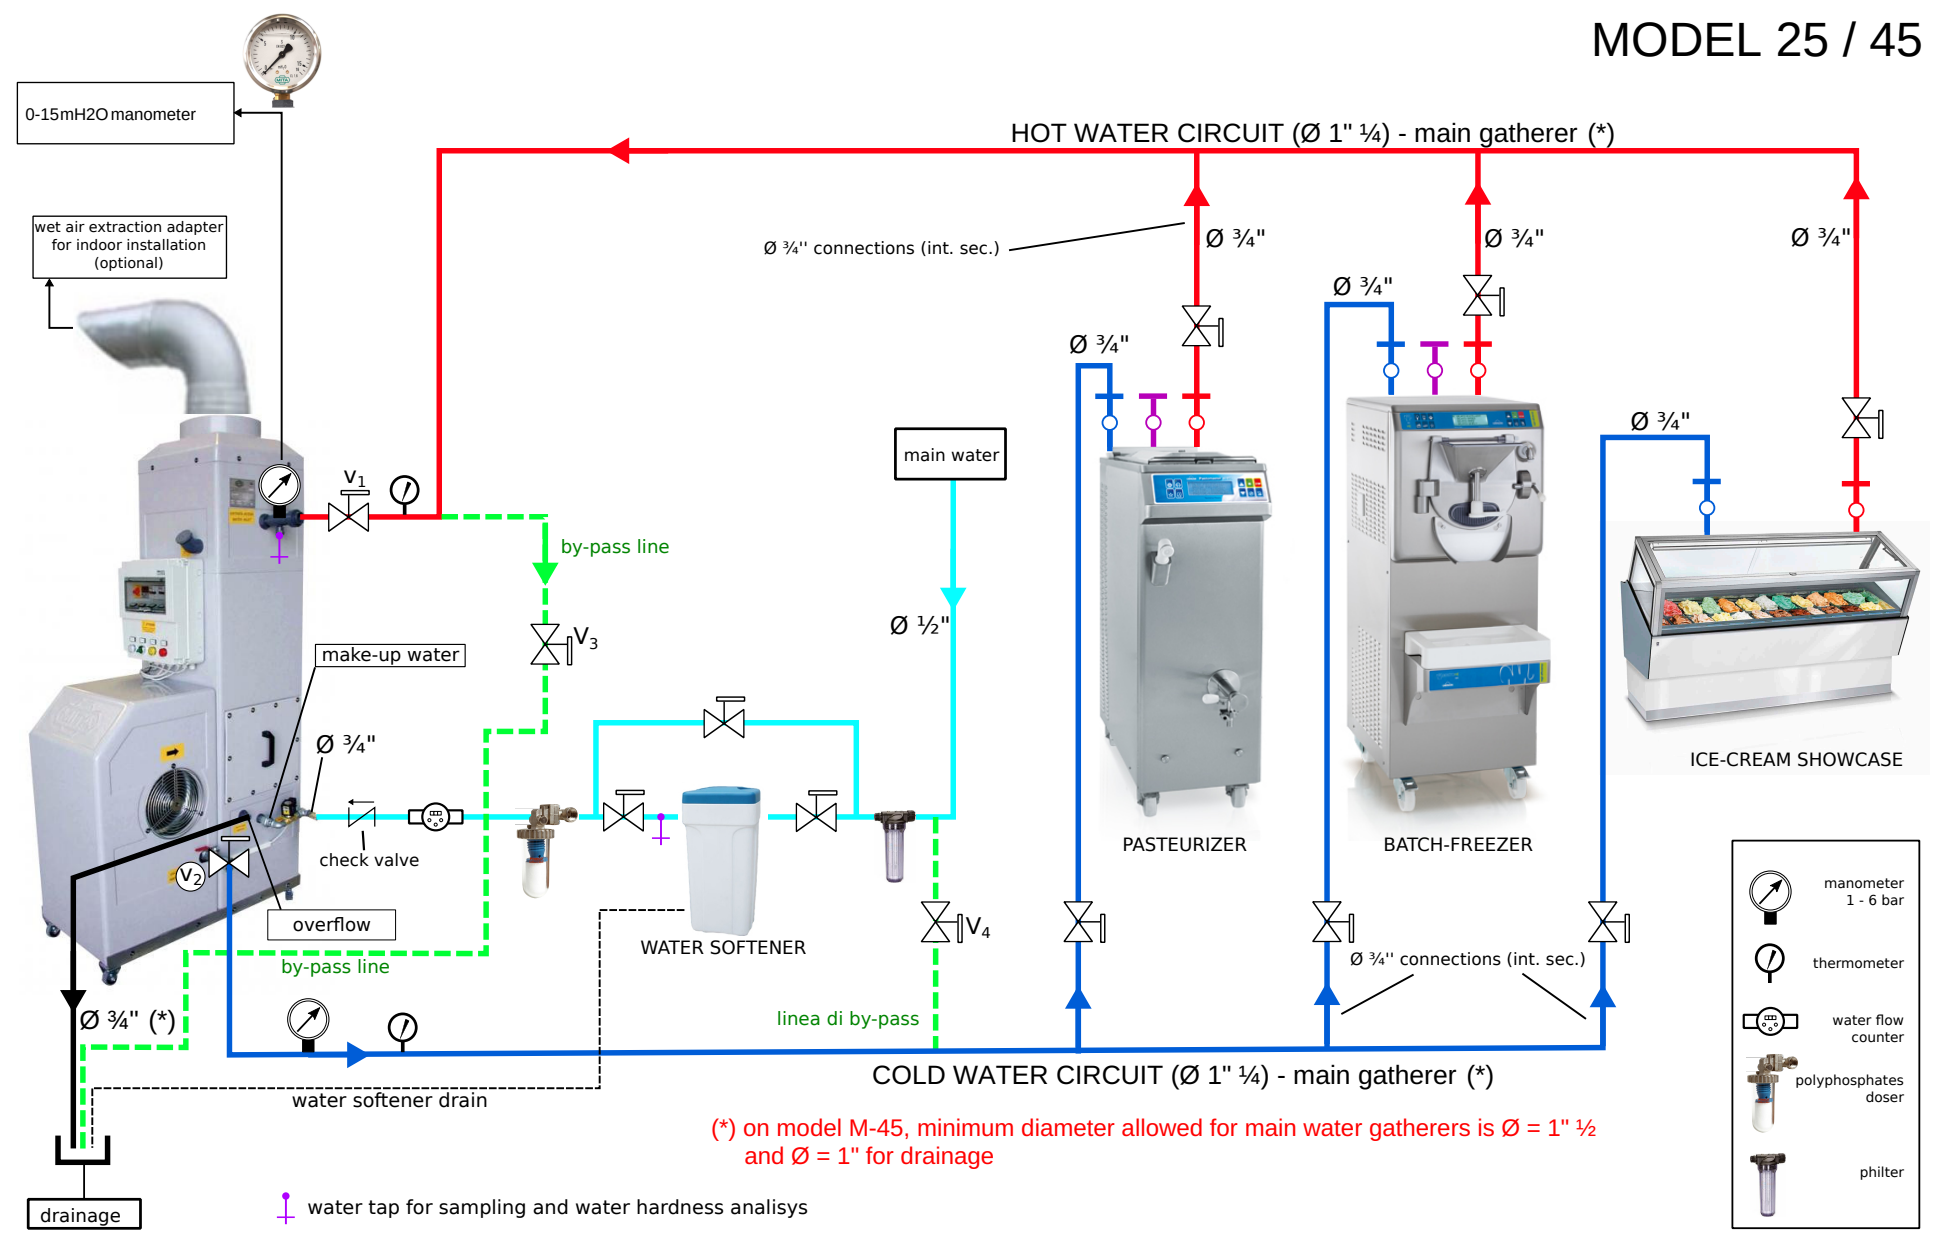 MODEL 25 / 45
0-15mH2O manometer
HOT WATER CIRCUIT (Ø 1" ¼) - main gatherer (*)
wet air extraction adapter
for indoor installation
(optional)
Ø ¾'' connections (int. sec.)
Ø ¾"
Ø ¾"
Ø ¾"
Ø ¾"
Ø ¾"
Ø ¾"
main water
V1
by-pass line
Ø ½"
V3
make-up water
Ø ¾"
ICE-CREAM SHOWCASE
check valve
PASTEURIZER
BATCH-FREEZER
V2
overflow
WATER SOFTENER
V4
by-pass line
Ø ¾'' connections (int. sec.)
Ø ¾" (*)
linea di by-pass
COLD WATER CIRCUIT (Ø 1" ¼) - main gatherer (*)
water softener drain
(*) on model M-45, minimum diameter allowed for main water gatherers is Ø = 1" ½
and Ø = 1" for drainage
drainage
water tap for sampling and water hardness analisys
manometer
1 - 6 bar
thermometer
water flow
counter
polyphosphates
doser
philter